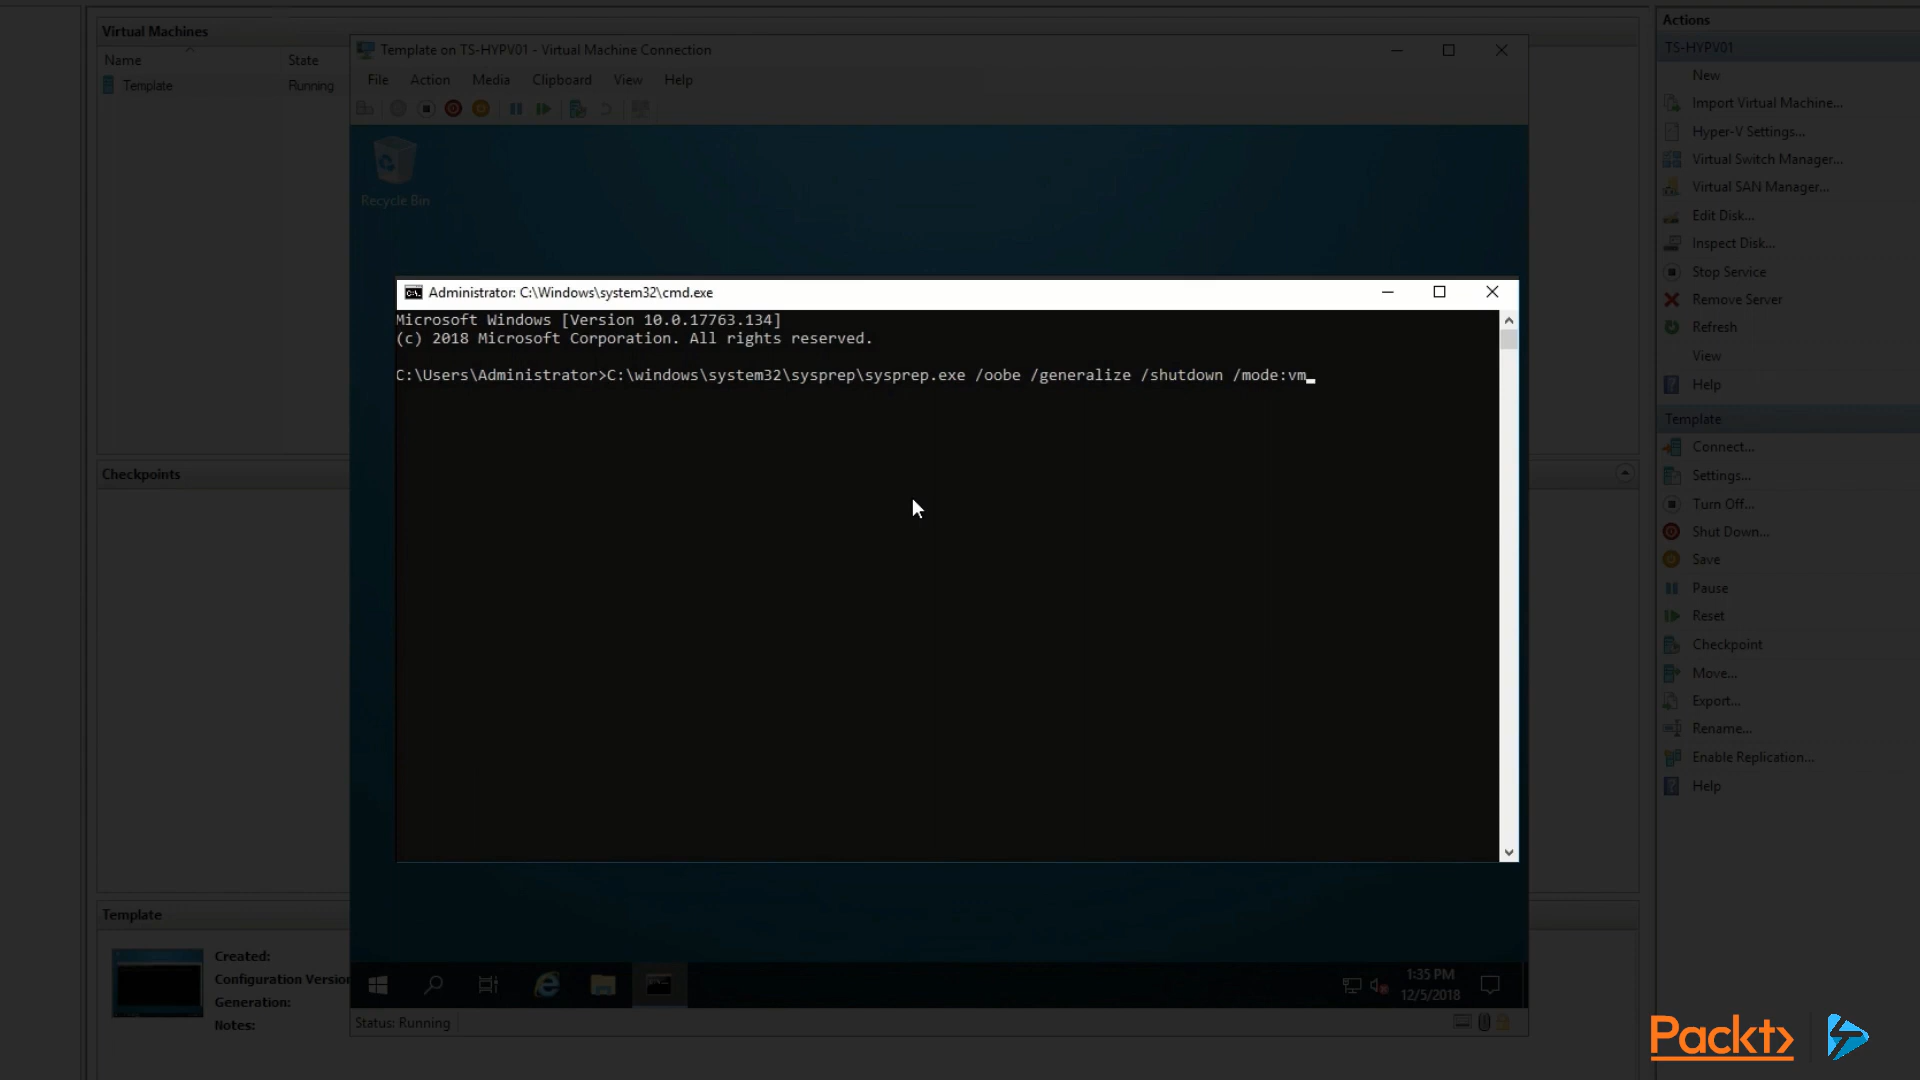 Virtual Machines
Name State
Template Running
Checkpoints
Template
Created:
Configuration Version
Generation:
Notes:
Template on TS-HYPV01 - Virtual Machine Connection
File Action Media Clipboard View Help
Recycle Bin
Administrator: C:\Windows\system32\cmd.exe
Microsoft Windows [Version 10.0.17763.134]
(c) 2018 Microsoft Corporation. All rights reserved.
C:\Users\Administrator>C:\windows\system32\sysprep\sysprep.exe /oobe /generalize /shutdown /mode:vm_
1:35 PM
12/5/2018
Status: Running
Actions
TS-HYPV01
New
Import Virtual Machine...
Hyper-V Settings...
Virtual Switch Manager...
Virtual SAN Manager...
Edit Disk...
Inspect Disk...
Stop Service
Remove Server
Refresh
View
Help
Template
Connect...
Settings...
Turn Off...
Shut Down...
Save
Pause
Reset
Checkpoint
Move...
Export...
Rename...
Enable Replication...
Help
Packt>